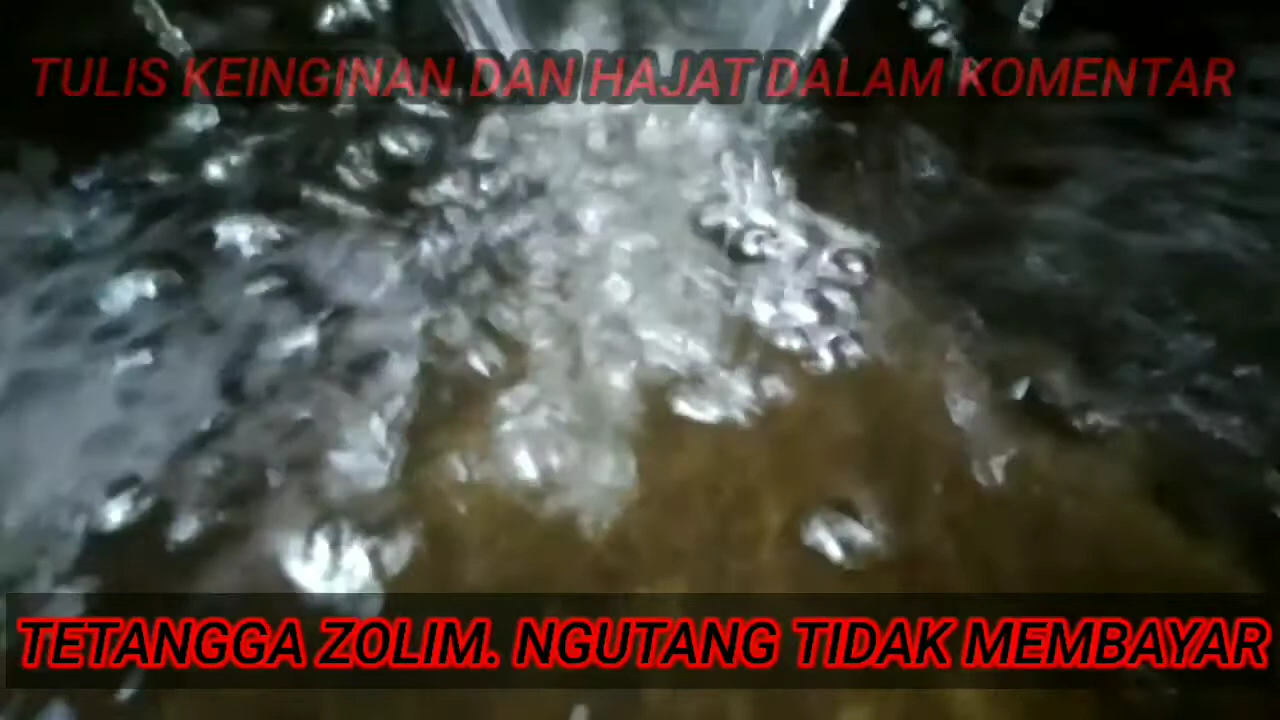 TULIS KEINGINAN DAN HAJAT DALAM KOMENTAR
TETANGGA ZOLIM. NGUTANG TIDAK MEMBAYAR